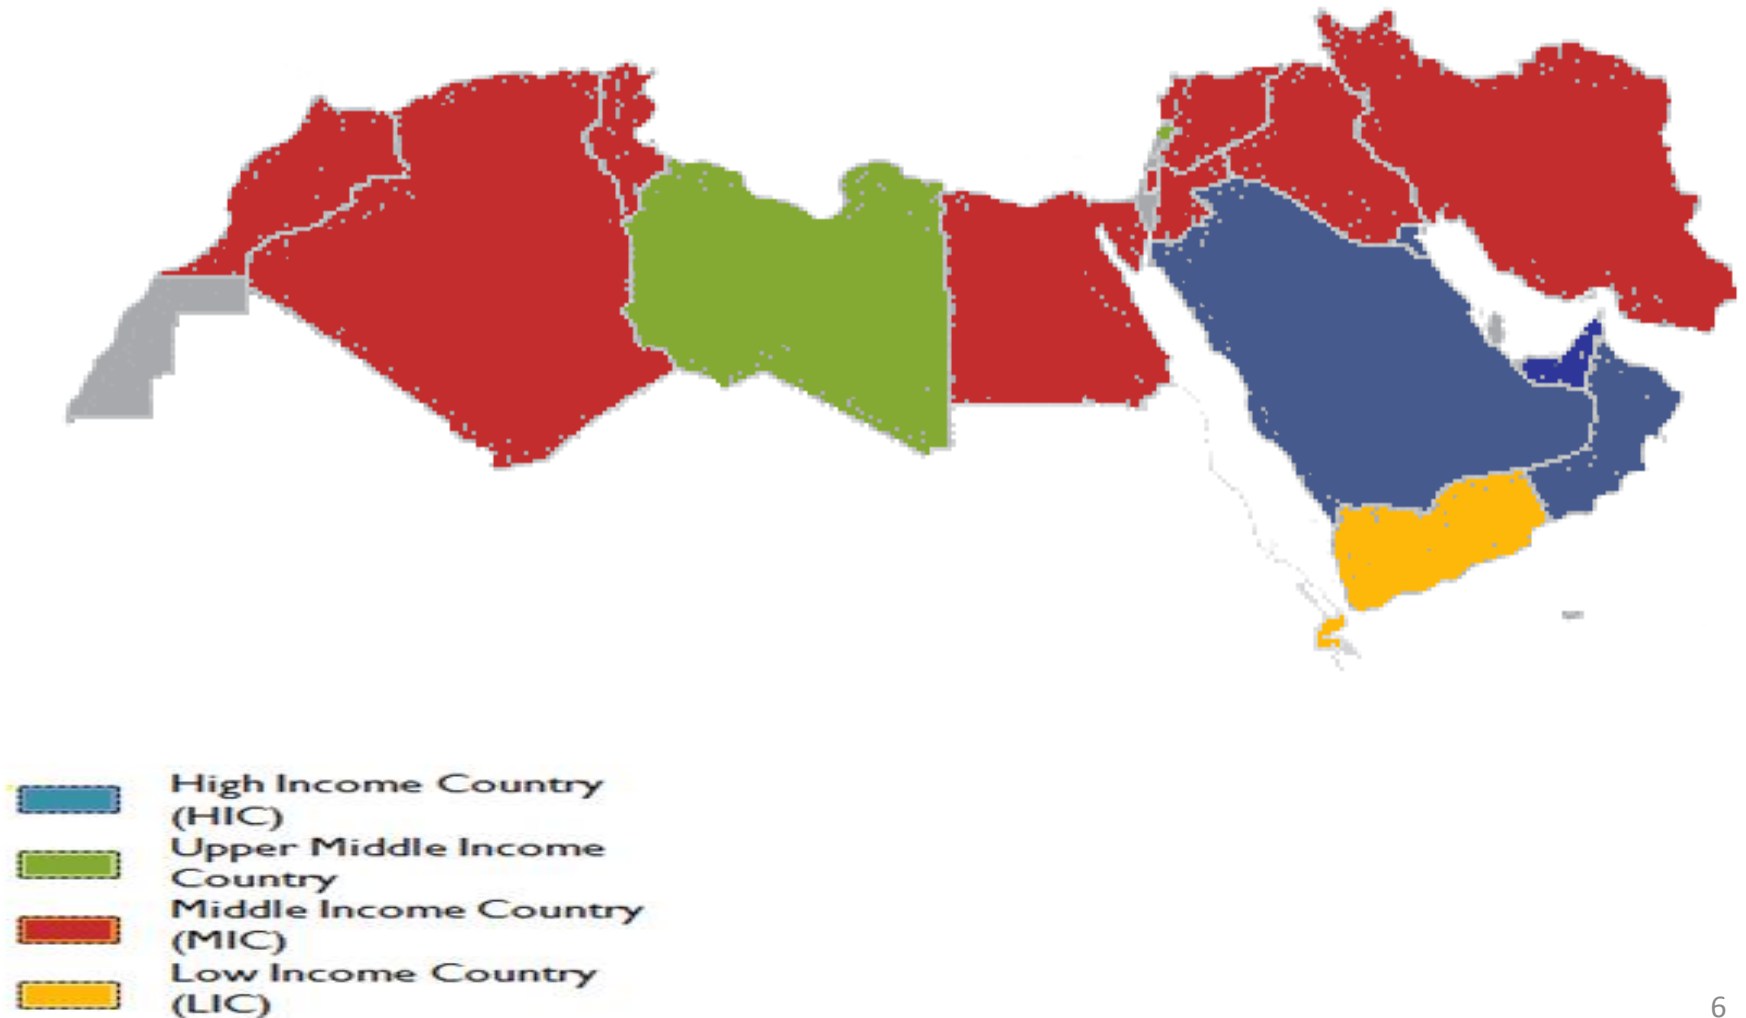 High Income Country
(HIC)
Upper Middle Income
Country
Middle Income Country
(MIC)
Low Income Country
(LIC)
6